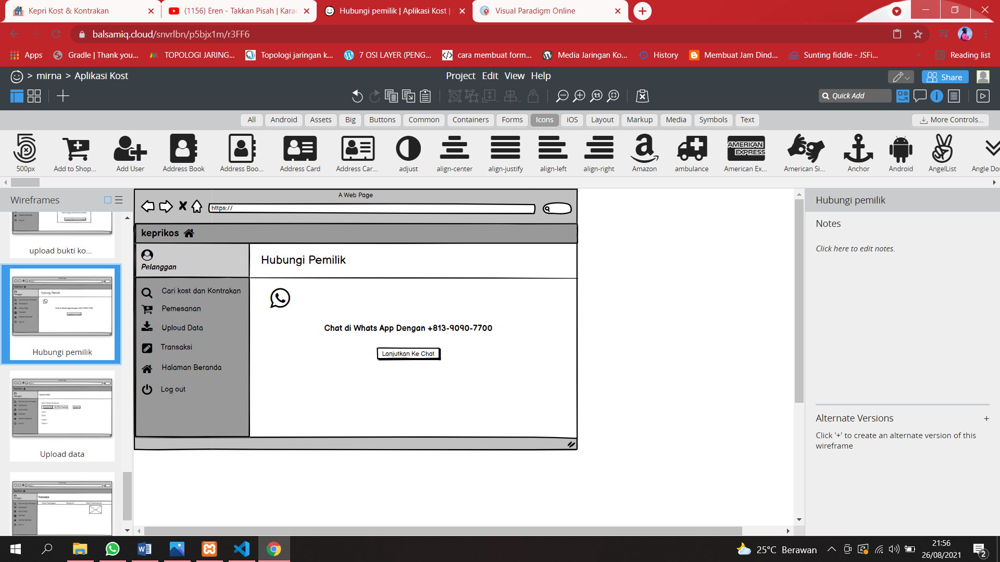 Kepri Kost & Kontrakan
(1156) Eren - Takkan Pisah | Karao
Hubungi pemilik | Aplikasi Kost |
Visual Paradigm Online
balsamiq.cloud/snvrlbn/p5bjx1m/r3FF6
Apps
Gradle | Thank you...
TOPOLOGI JARING...
Topologi jaringan k...
7 OSI LAYER (PENG...
cara membuat form...
Media Jaringan Ko...
History
Membuat Jam Dind...
Sunting fiddle - JSFi...
Reading list
> mirna > Aplikasi Kost
Project Edit View Help
Share
1:1
Quick Add
All
Android
Assets
Big
Buttons
Common
Containers
Forms
Icons
iOS
Layout
Markup
Media
Symbols
Text
More Controls...
AMERICAN
EXPRESS
500px
Add to Shop...
Add User
Address Book
Address Boo...
Address Card
Address Car...
adjust
align-center
align-justify
align-left
align-right
Amazon
ambulance
American Ex...
American Si...
Anchor
Android
AngelList
Angle Dou
Wireframes
upload bukti ko...
Hubungi pemilik
Upload data
A Web Page
https://
keprikos
Pelanggan
Hubungi Pemilik
Cari kost dan Kontrakan
Pemesanan
Uploud Data
Transaksi
Halaman Beranda
Log out
Chat di Whats App Dengan +813-9090-7700
Lanjutkan Ke Chat
Hubungi pemilik
Notes
Click here to edit notes.
Alternate Versions
+
Click '+' to create an alternate version of this
wireframe
25°C Berawan
21:56
26/08/2021
2